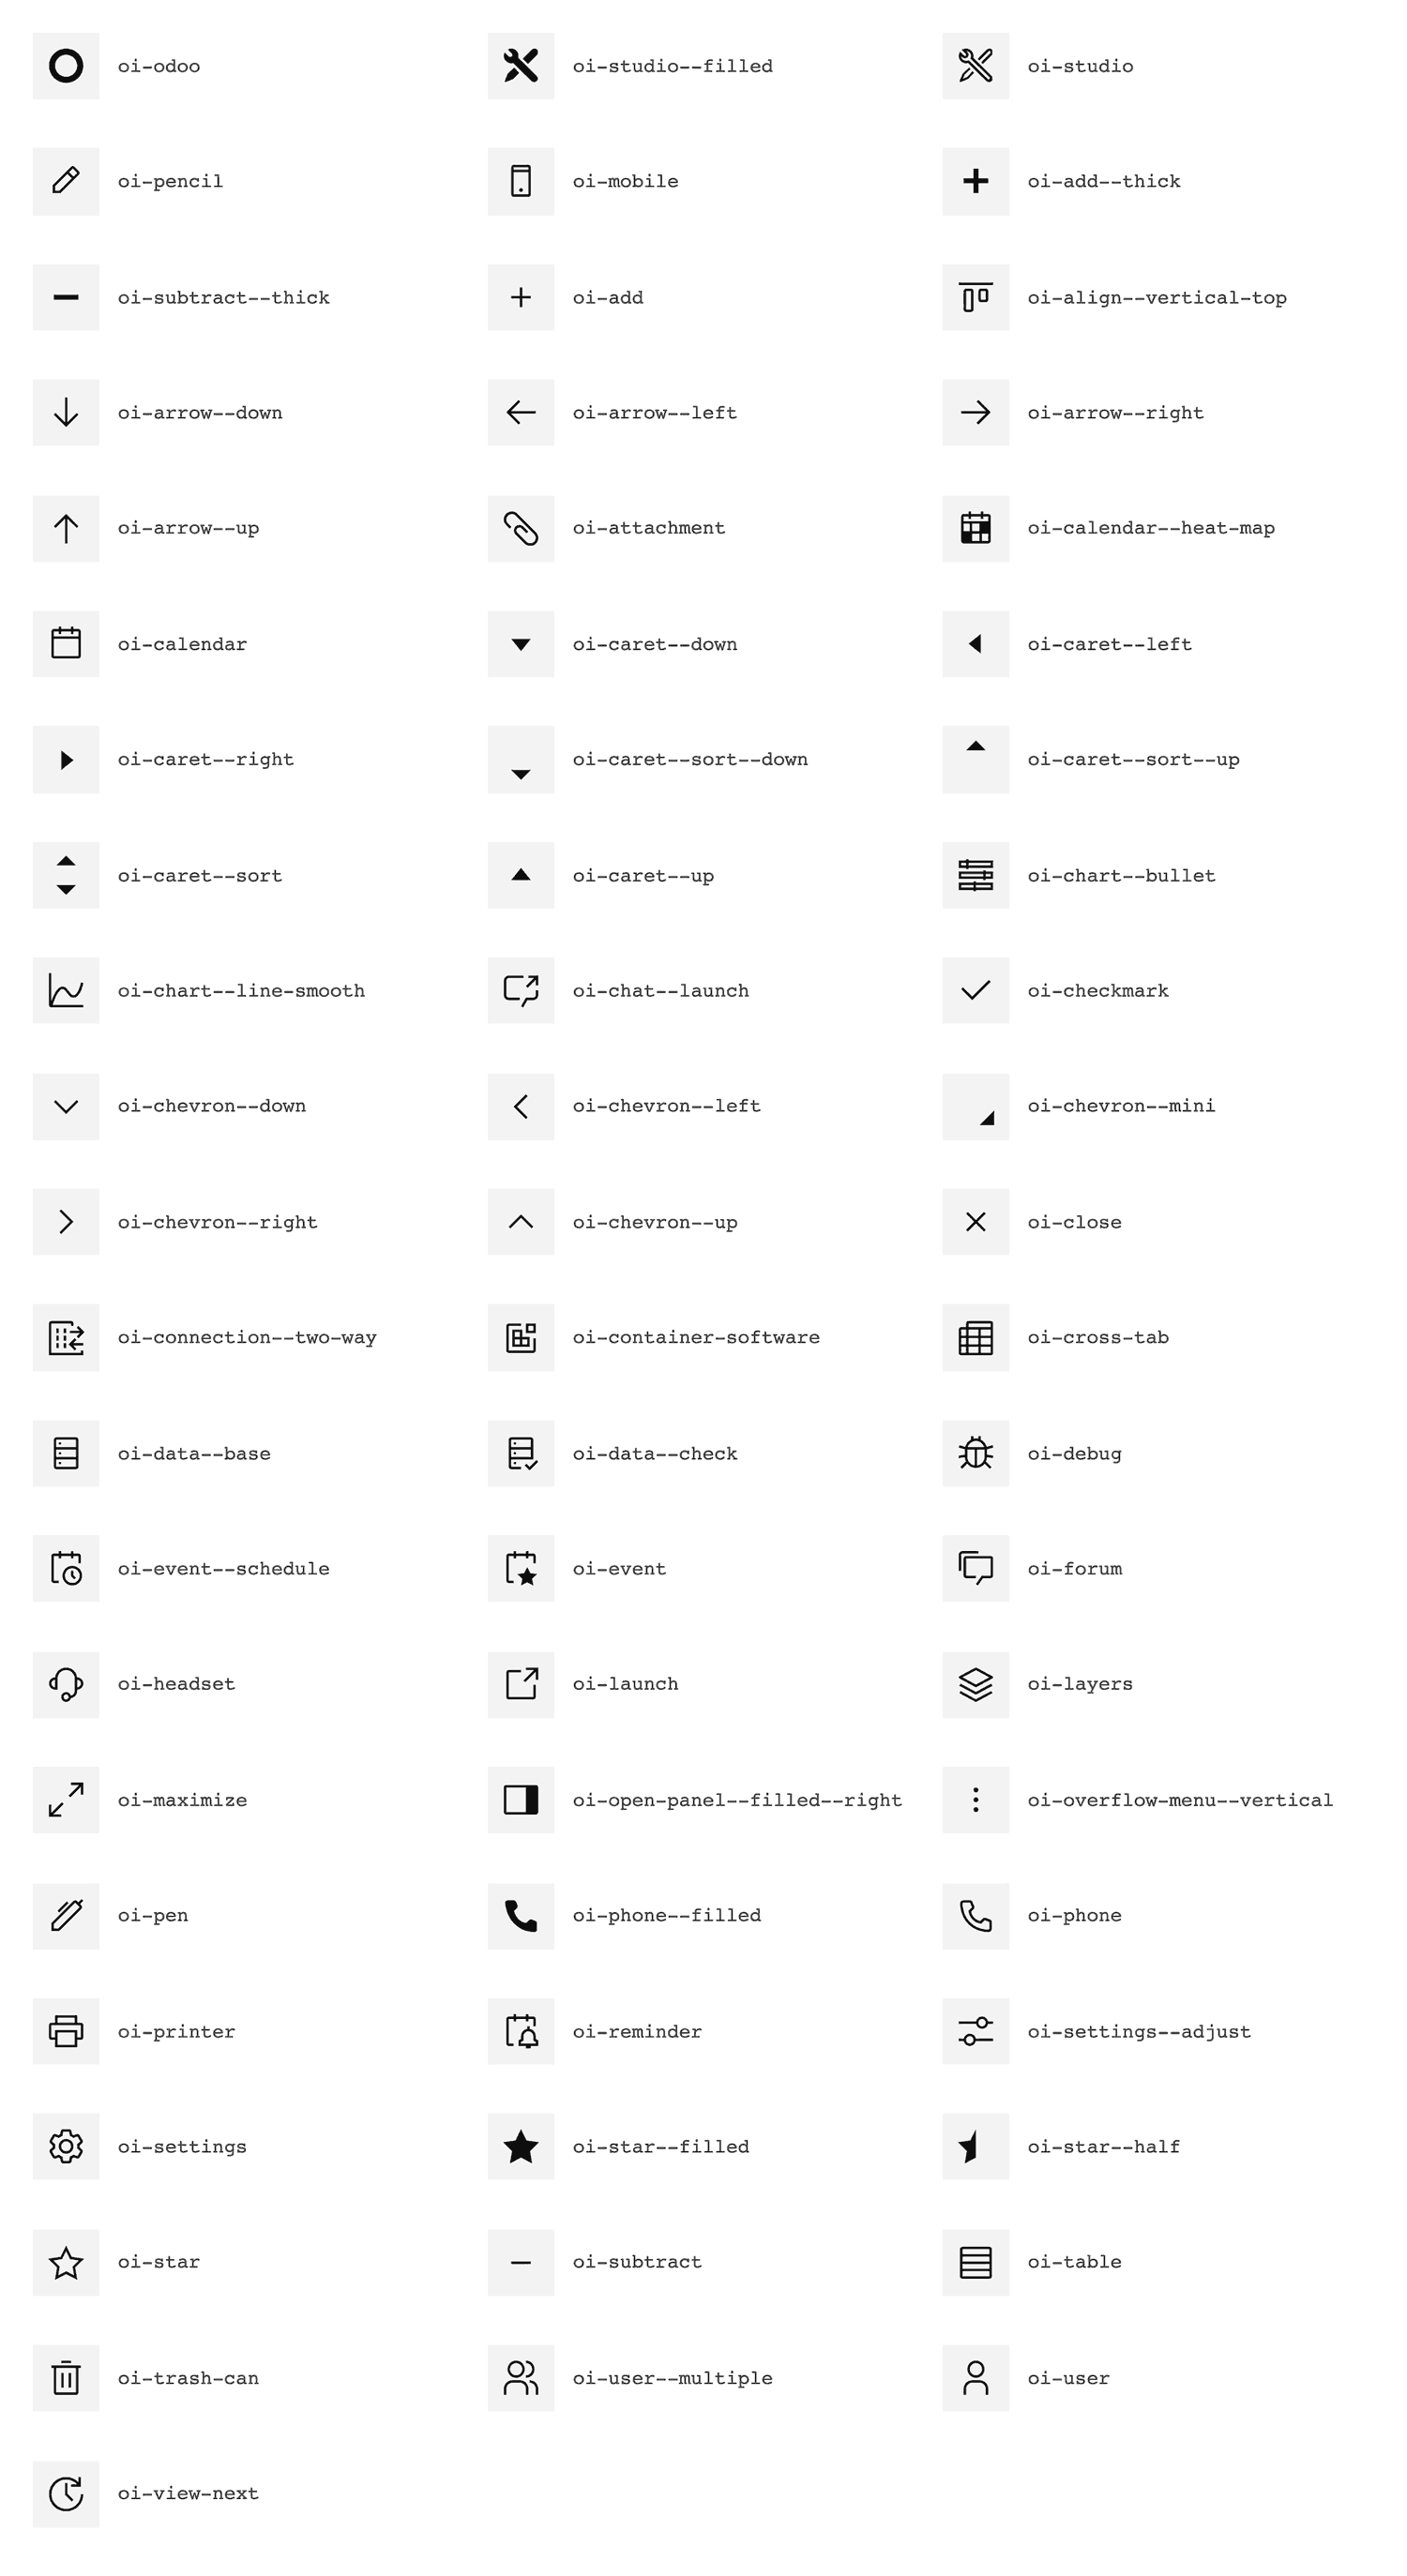 oi-odoo
oi-studio--filled
oi-studio
oi-pencil
oi-mobile
oi-add--thick
oi-subtract--thick
oi-add
oi-align--vertical-top
oi-arrow--down
oi-arrow--left
oi-arrow--right
oi-arrow--up
oi-attachment
oi-calendar--heat-map
oi-calendar
oi-caret--down
oi-caret--left
oi-caret--right
oi-caret--sort--down
oi-caret--sort--up
oi-caret--sort
oi-caret--up
oi-chart--bullet
oi-chart--line-smooth
oi-chat--launch
oi-checkmark
oi-chevron--down
oi-chevron--left
oi-chevron--mini
oi-chevron--right
oi-chevron--up
oi-close
oi-connection--two-way
oi-container-software
oi-cross-tab
oi-data--base
oi-data--check
oi-debug
oi-event--schedule
oi-event
oi-forum
oi-headset
oi-launch
oi-layers
oi-maximize
oi-open-panel--filled--right
oi-overflow-menu--vertical
oi-pen
oi-phone--filled
oi-phone
oi-printer
oi-reminder
oi-settings--adjust
oi-settings
oi-star--filled
oi-star--half
oi-star
oi-subtract
oi-table
oi-trash-can
oi-user--multiple
oi-user
oi-view-next